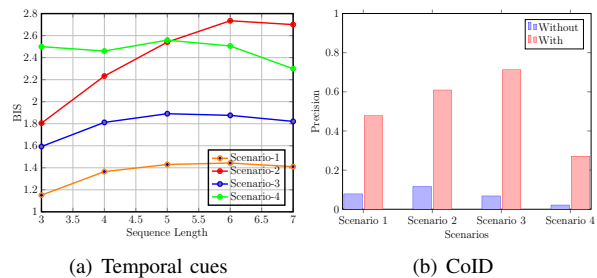 2.8
2.6
2.4
2.2
2
1.8
1.6
1.4
1.2
1
BIS
3
3.5
4
4.5
5
5.5
6
6.5
7
Sequence Length
Scenario-1
Scenario-2
Scenario-3
Scenario-4
(a) Temporal cues
1
0.8
0.6
0.4
0.2
0
Precision
Without
With
Scenario 1
Scenario 2
Scenario 3
Scenario 4
Scenarios
(b) CoID